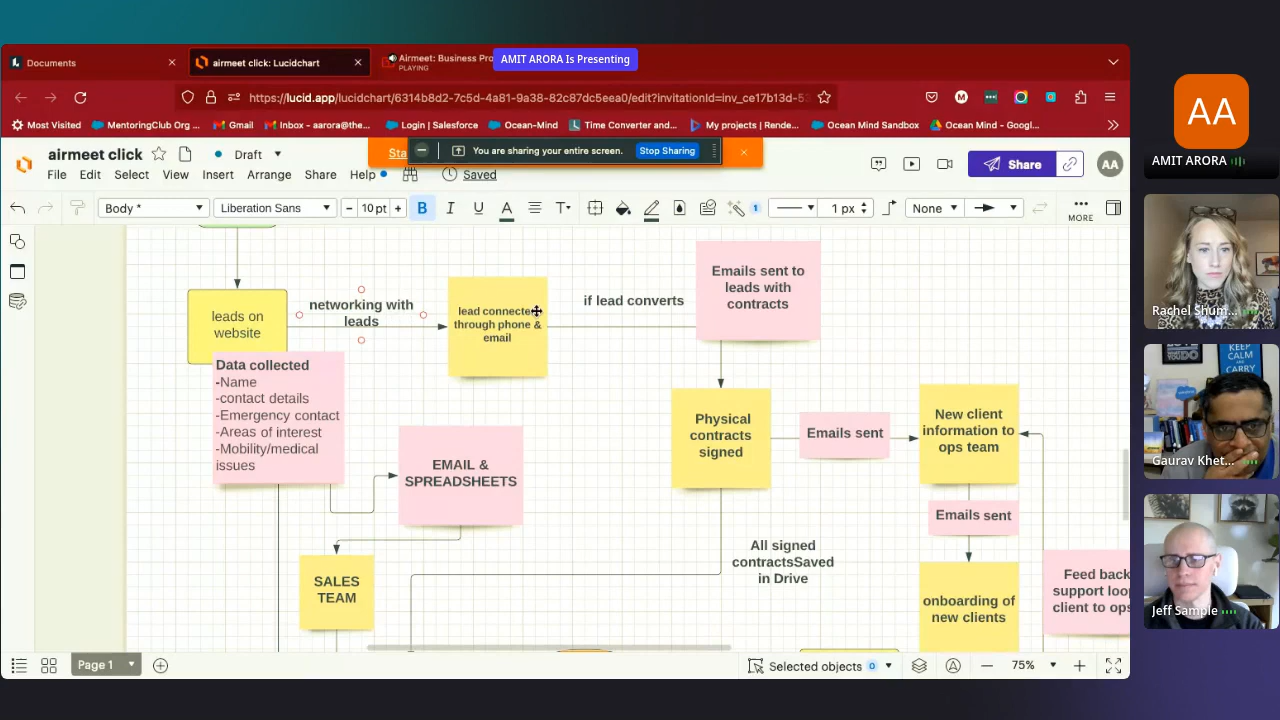 AMIT ARORA Is Presenting
Documents
airmeet click: Lucidchart
Airmeet: Business Pro
PLAYING
https://lucid.app/lucidchart/6314b8d2-7c5d-4a81-9a38-82c87dc5eea0/edit?invitationId=inv_ce17b13d-53
Most Visited
MentoringClub Org ...
Gmail
Inbox - aarora@the...
Login | Salesforce
Ocean-Mind
Time Converter and...
My projects | Rende...
Ocean Mind Sandbox
Ocean Mind - Googl...
airmeet click
Draft
Sta
You are sharing your entire screen.
Stop Sharing
Share
AA
File Edit Select View Insert Arrange Share Help
Saved
Body *
Liberation Sans
10 pt
B I U A T
1
1 px
None
MORE
leads on
website
networking with
leads
lead connecte
through phone &
email
if lead converts
Emails sent to
leads with
contracts
Data collected
-Name
-contact details
-Emergency contact
-Areas of interest
-Mobility/medical
issues
EMAIL &
SPREADSHEETS
SALES
TEAM
Physical
contracts
signed
Emails sent
New client
information to
ops team
Emails sent
All signed
contractsSaved
in Drive
onboarding of
new clients
Feed back
support loop
client to ops
Page 1
Selected objects
0
75%
AA
AMIT ARORA
Rachel Shum...
Gaurav Khet...
Jeff Sample